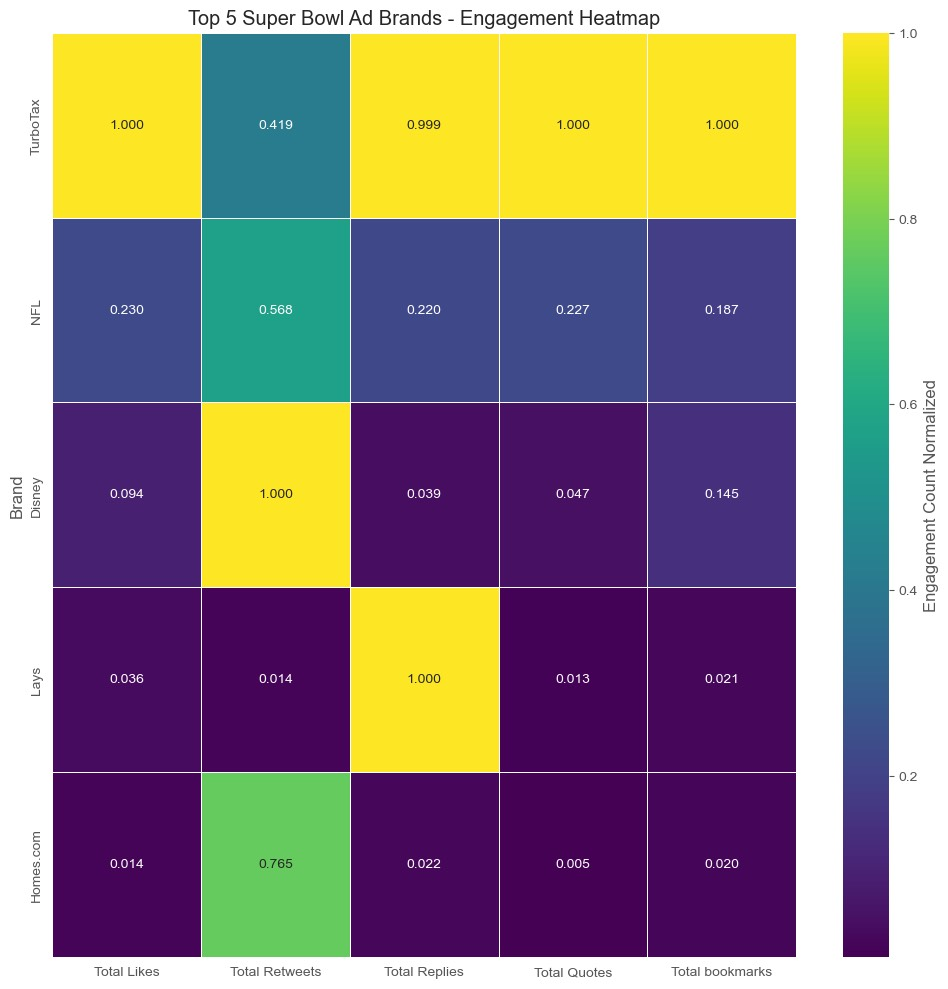 Top 5 Super Bowl Ad Brands - Engagement Heatmap
Brand
TurboTax
1.000 0.419 0.999 1.000 1.000
NFL
0.230 0.568 0.220 0.227 0.187
Disney
0.094 1.000 0.039 0.047 0.145
Lays
0.036 0.014 1.000 0.013 0.021
Homes.com
0.014 0.765 0.022 0.005 0.020
Total Likes Total Retweets Total Replies Total Quotes Total bookmarks
1.0
0.8
0.6
0.4
0.2
Engagement Count Normalized